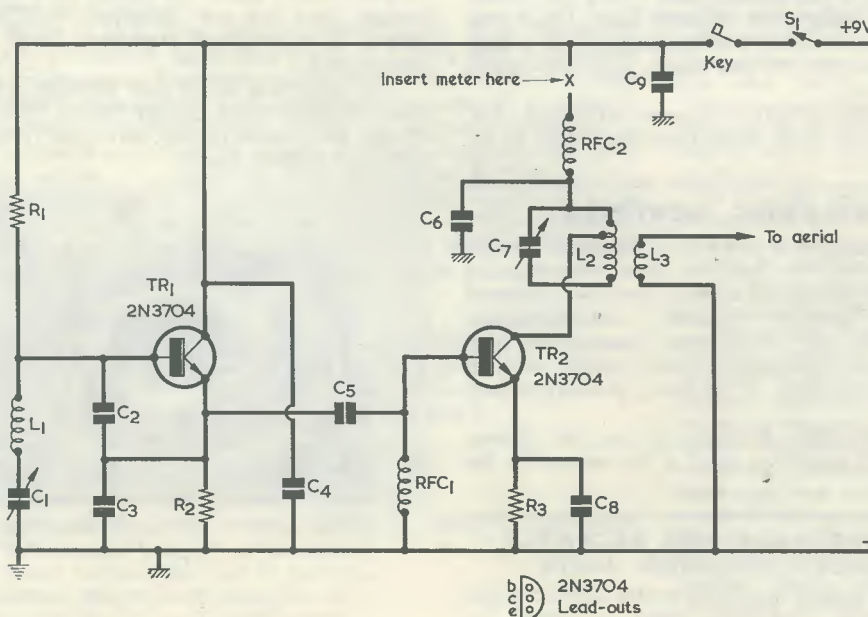 S1
+9V
Key
Insert meter here
X
C9
RFC2
R1
C6
C7
L2
L3
To aerial
TR1
2N3704
TR2
2N3704
C5
C2
L1
C1
C3
R2
C4
RFC1
R3
C8
b
c
e
2N3704
Lead-outs